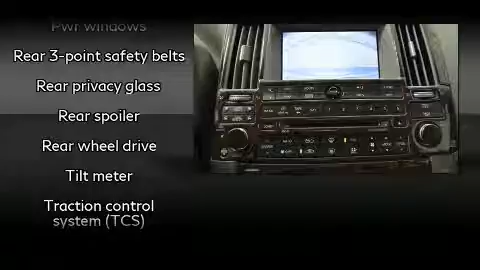 Pwr windows
Rear 3-point safety belts
Rear privacy glass
Rear spoiler
Rear wheel drive
Tilt meter
Traction control
system (TCS)